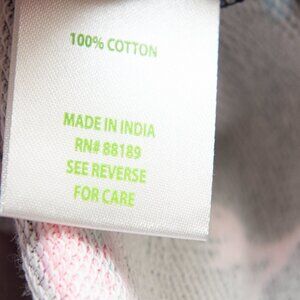 100% COTTON
MADE IN INDIA
RN# 88189
SEE REVERSE
FOR CARE